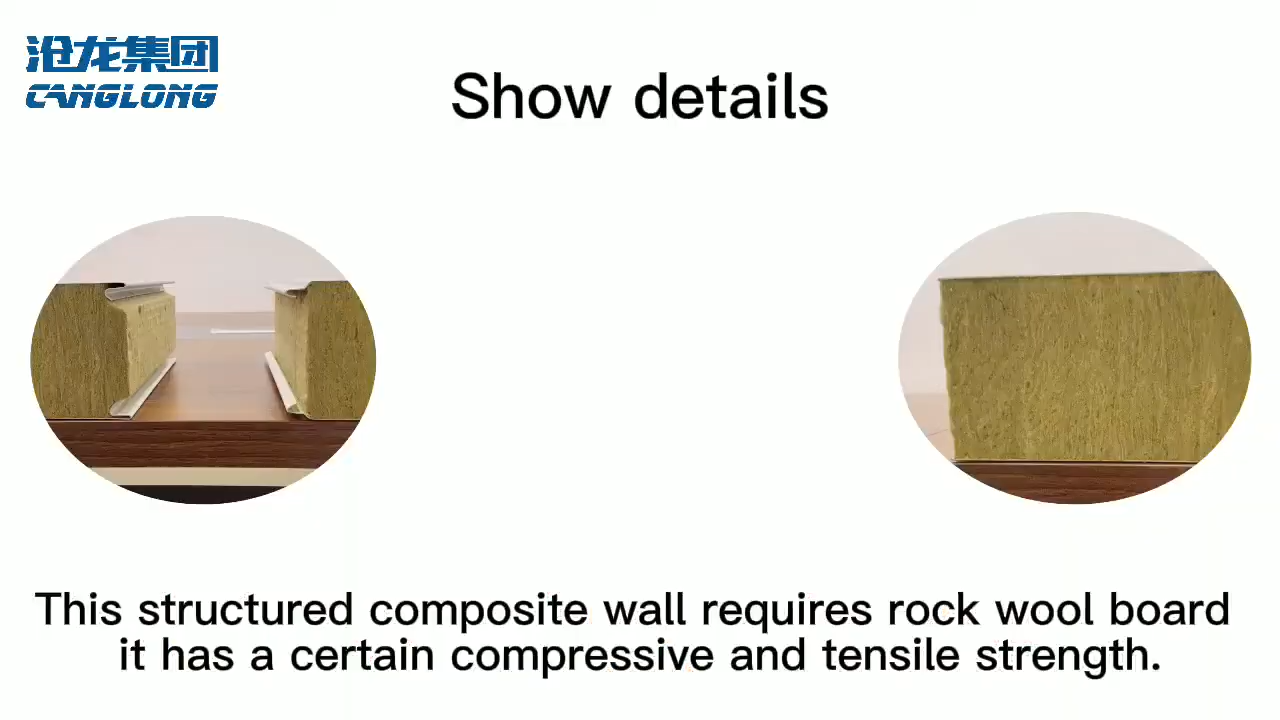 沧龙集团
CANGLONG
Show details
This structured composite wall requires rock wool board
it has a certain compressive and tensile strength.